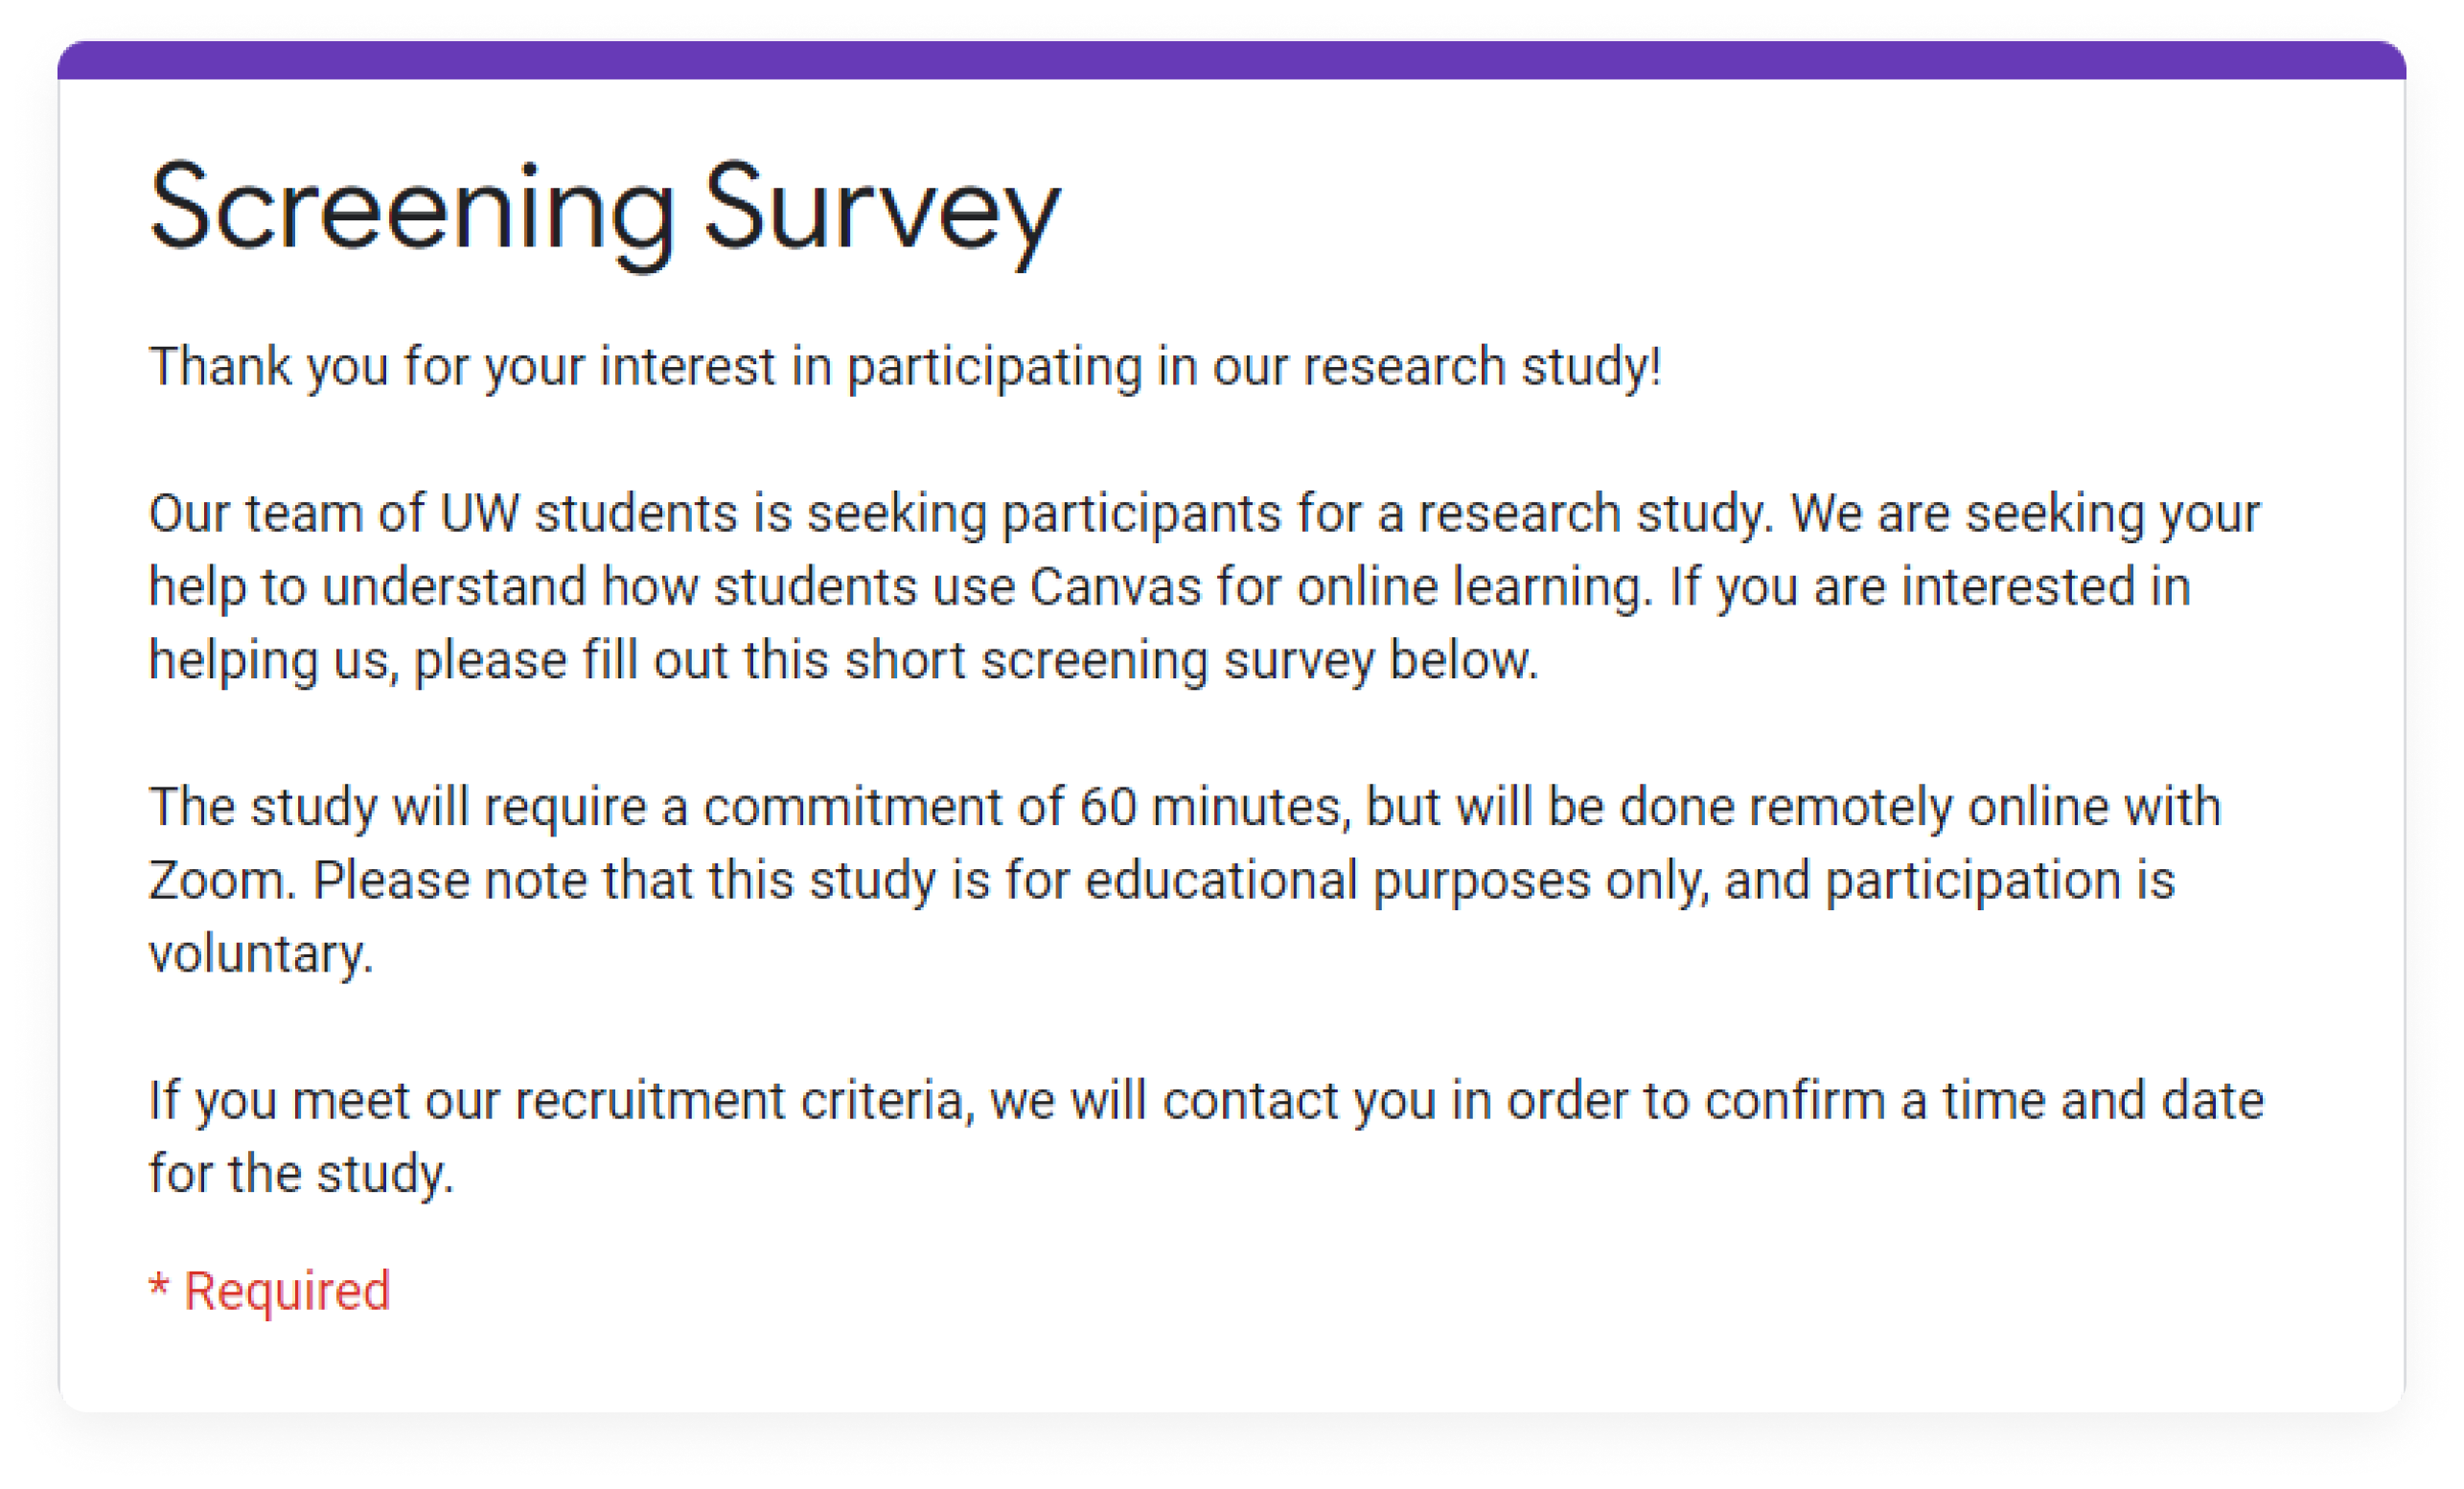 Screening Survey
Thank you for your interest in participating in our research study!
Our team of UW students is seeking participants for a research study. We are seeking your
help to understand how students use Canvas for online learning. If you are interested in
helping us, please fill out this short screening survey below.
The study will require a commitment of 60 minutes, but will be done remotely online with
Zoom. Please note that this study is for educational purposes only, and participation is
voluntary.
If you meet our recruitment criteria, we will contact you in order to confirm a time and date
for the study.
* Required